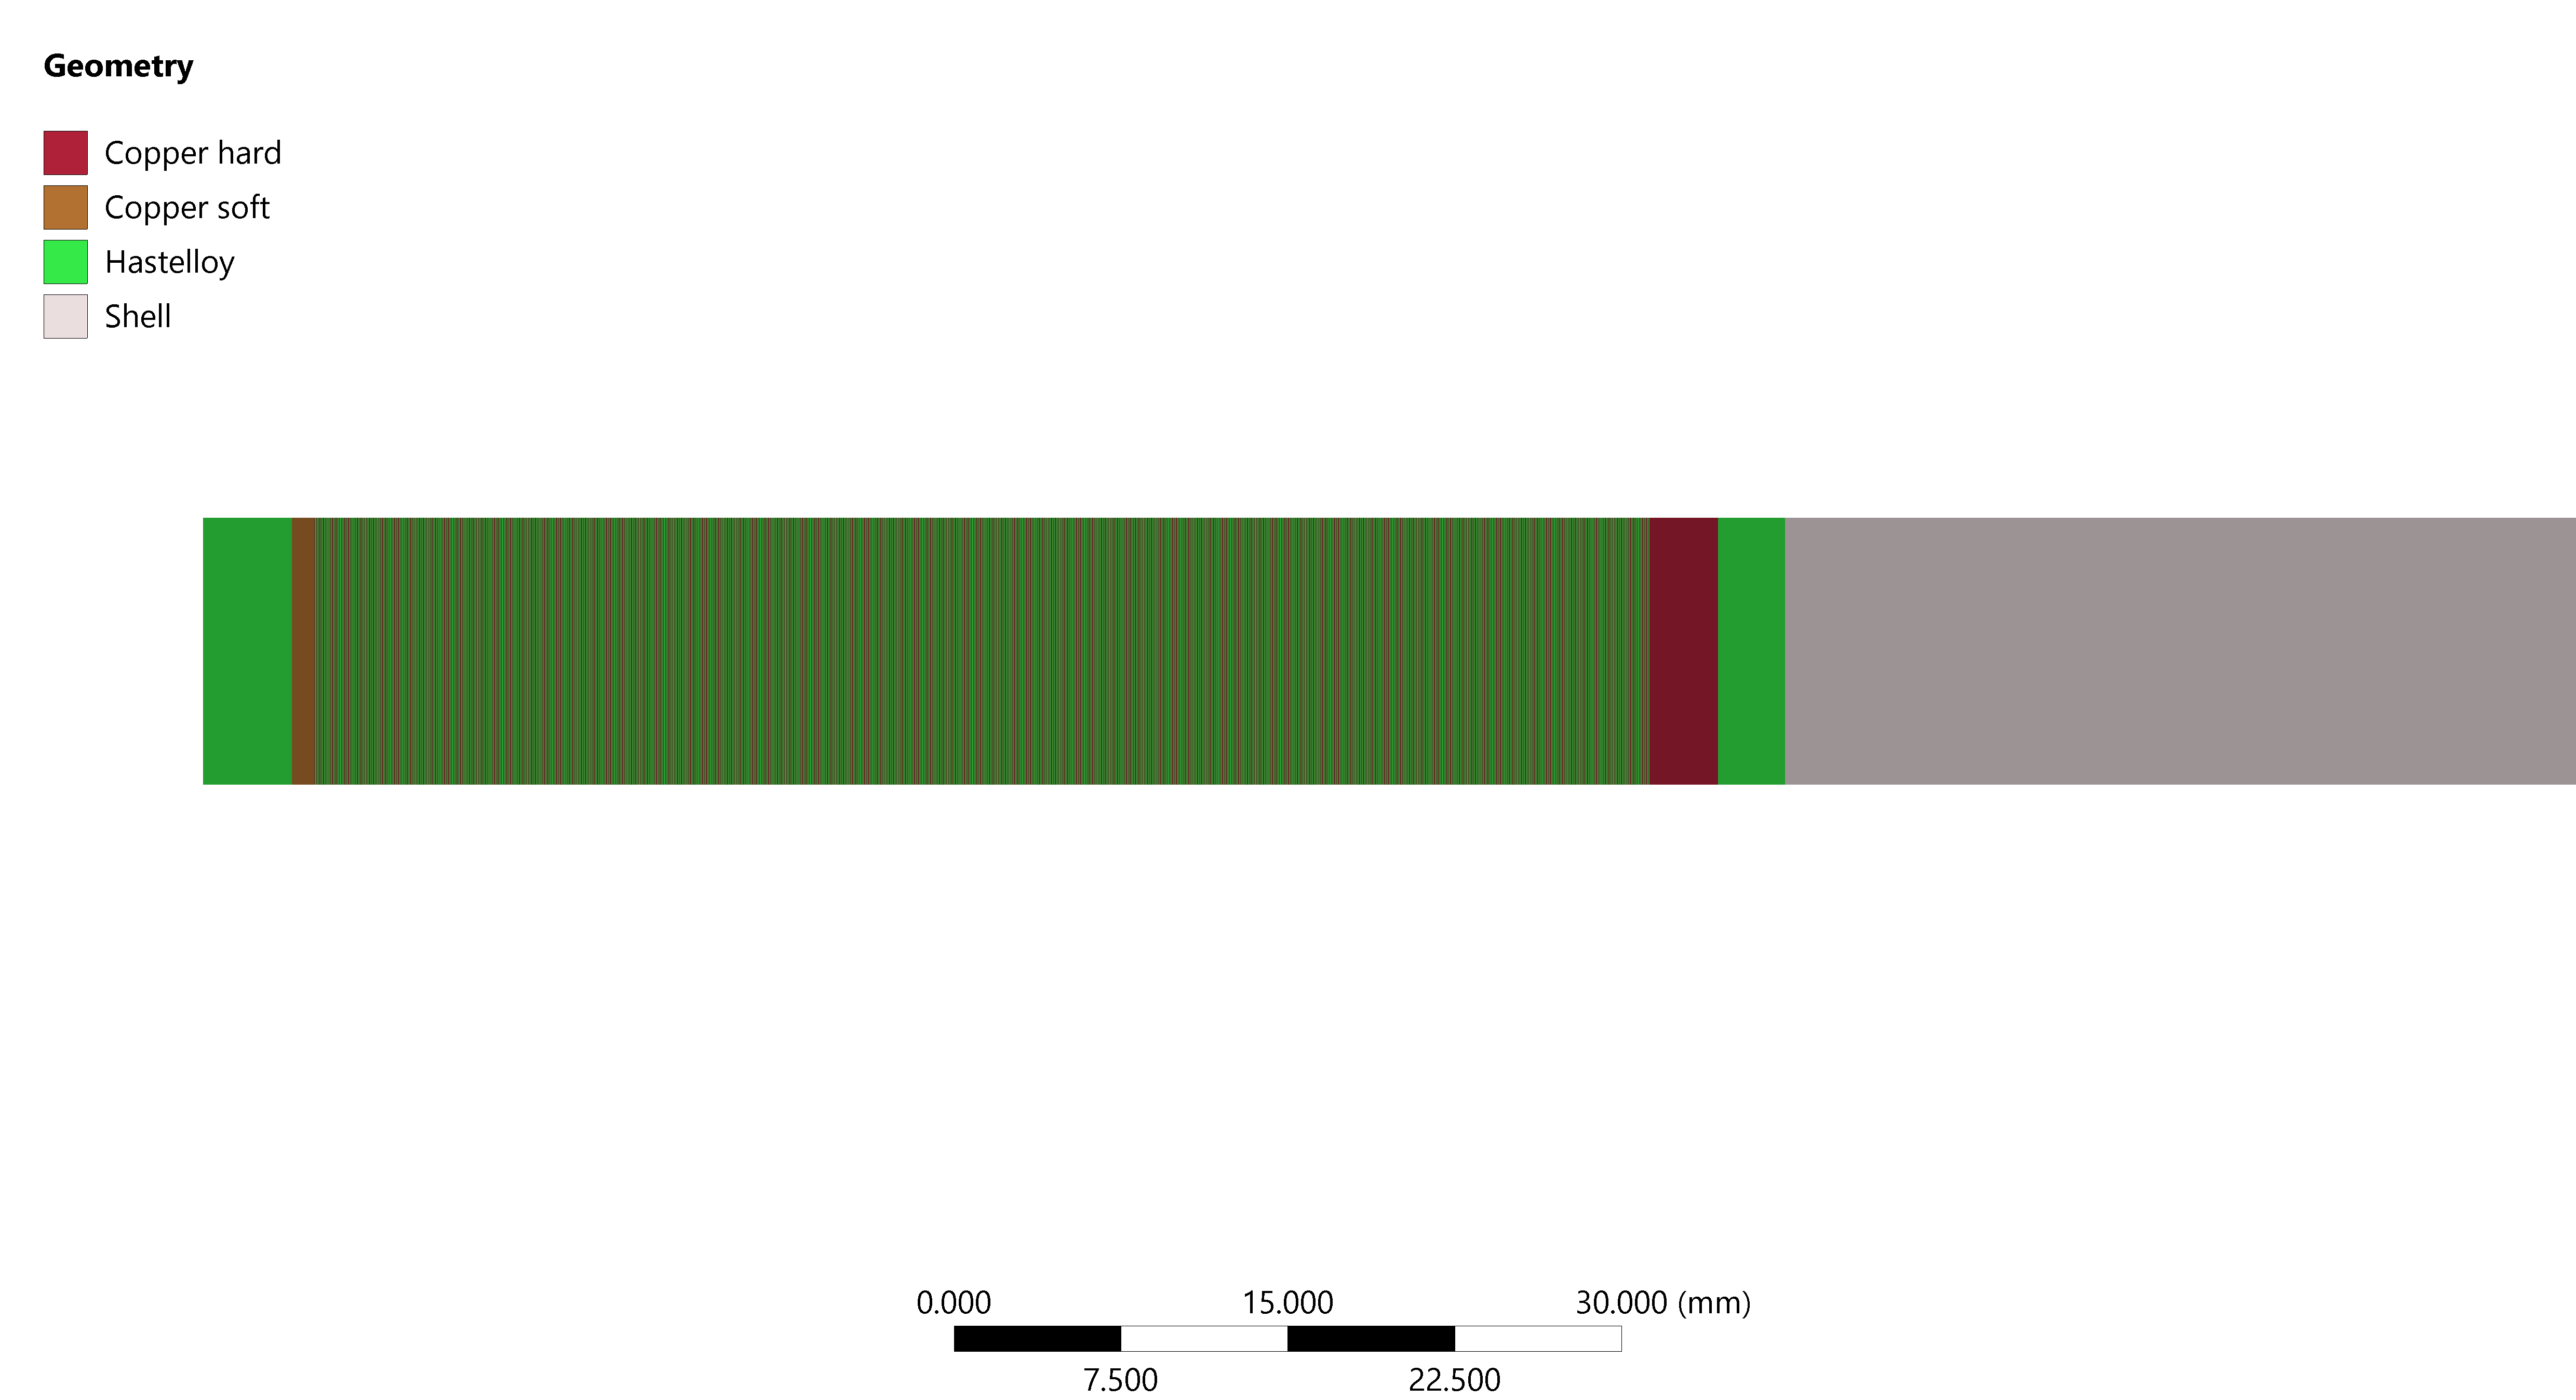 Geometry
Copper hard
Copper soft
Hastelloy
Shell
0.000 15.000 30.000 (mm)
7.500 22.500